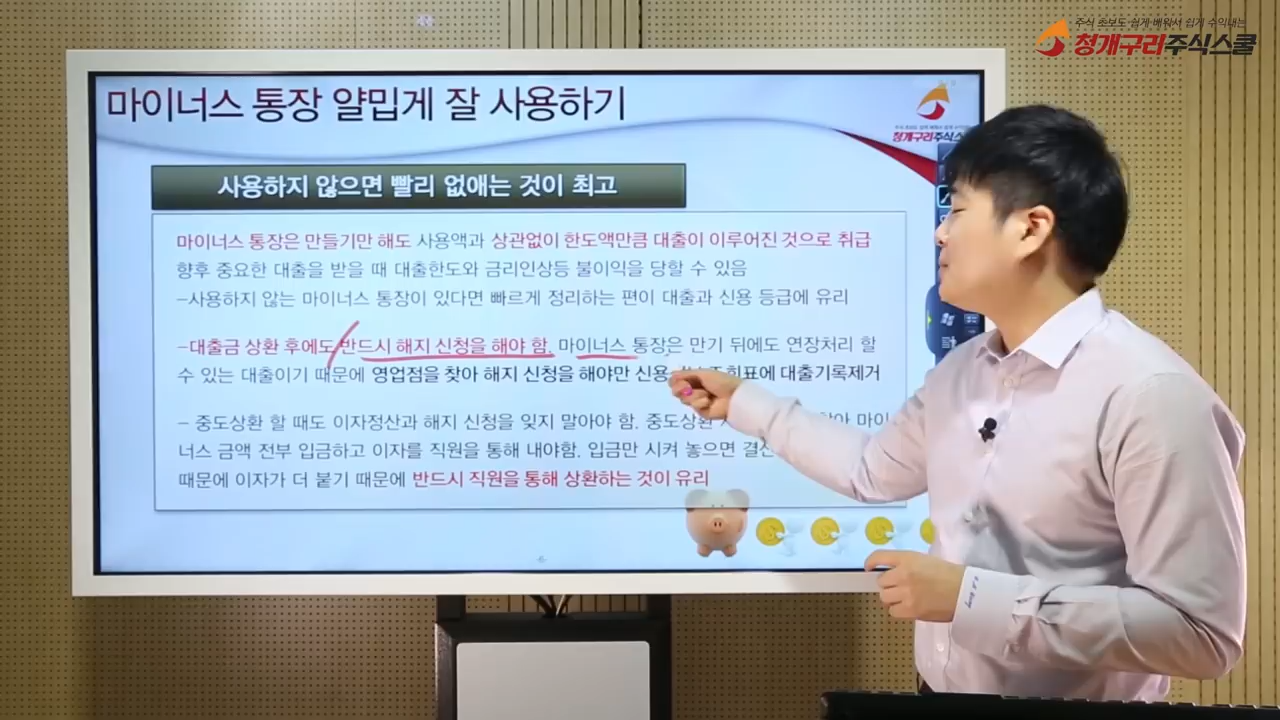 주식 초보도 쉽게 배워서 쉽게 수익내는
청개구리주식스쿨
마이너스 통장 얄밉게 잘 사용하기
청개구리주식스
사용하지 않으면 빨리 없애는 것이 최고
마이너스 통장은 만들기만 해도 사용액과 상관없이 한도액만큼 대출이 이루어진 것으로 취급
향후 중요한 대출을 받을 때 대출한도와 금리인상등 불이익을 당할 수 있음
-사용하지 않는 마이너스 통장이 있다면 빠르게 정리하는 편이 대출과 신용 등급에 유리
-대출금 상환 후에도 반드시 해지 신청을 해야 함. 마이너스 통장은 만기 뒤에도 연장처리 할
수 있는 대출이기 때문에 영업점을 찾아 해지 신청을 해야만 신용 조회표에 대출기록제거
- 중도상환 할 때도 이자정산과 해지 신청을 잊지 말아야 함. 중도상환 마이
너스 금액 전부 입금하고 이자를 직원을 통해 내야함. 입금만 시켜 놓으면
때문에 이자가 더 붙기 때문에 반드시 직원을 통해 상환하는 것이 유리